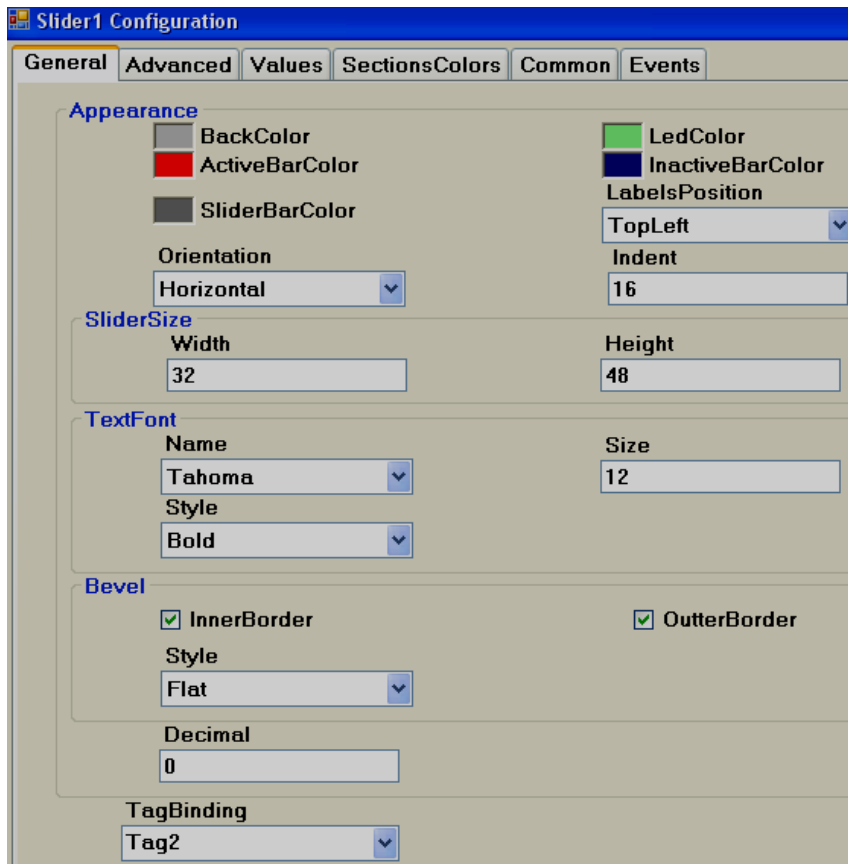 Slider1 Configuration
General Advanced Values SectionsColors Common Events
Appearance
BackColor LedColor
ActiveBarColor InactiveBarColor
LabelsPosition
SliderBarColor
TopLeft
Orientation Indent
Horizontal 16
SliderSize
Width Height
32 48
TextFont
Name Size
Tahoma 12
Style
Bold
Bevel
InnerBorder OutterBorder
Style
Flat
Decimal
0
TagBinding
Tag2